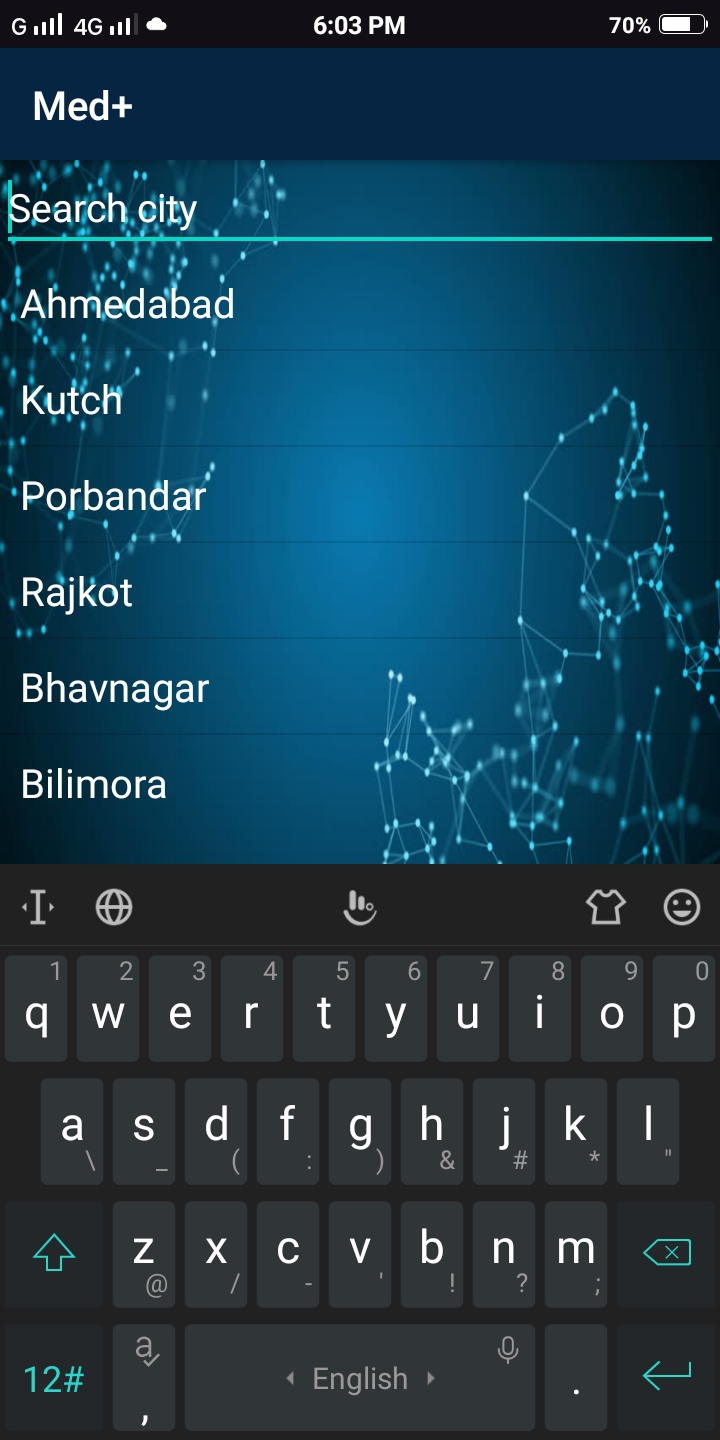 G 4G 6:03 PM 70%
Med+
Search city
Ahmedabad
Kutch
Porbandar
Rajkot
Bhavnagar
Bilimora
1 2 3 4 5 6 7 8 9 0
q w e r t y u i o p
a s d f g h j k l
\ _ ( : ) & # * "
z x c v b n m
@ / - ' ! ? ;
12# a , English .